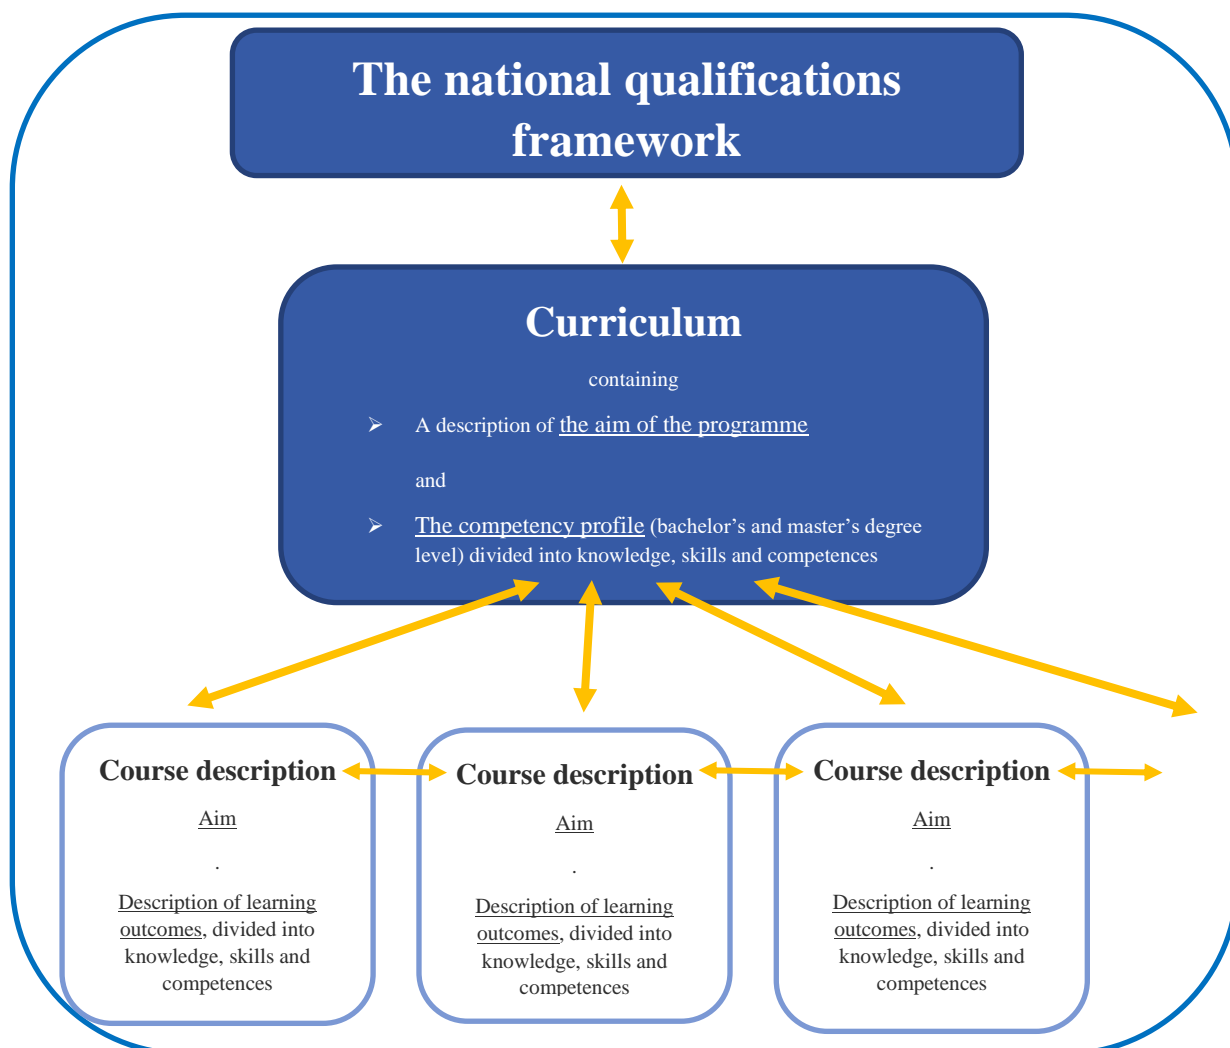 The national qualifications
framework
Curriculum
containing
➢ A description of the aim of the programme
and
➢ The competency profile (bachelor’s and master’s degree
level) divided into knowledge, skills and competences
Course description
Aim
.
Description of learning
outcomes, divided into
knowledge, skills and
competences
Course description
Aim
.
Description of learning
outcomes, divided into
knowledge, skills and
competences
Course description
Aim
.
Description of learning
outcomes, divided into
knowledge, skills and
competences